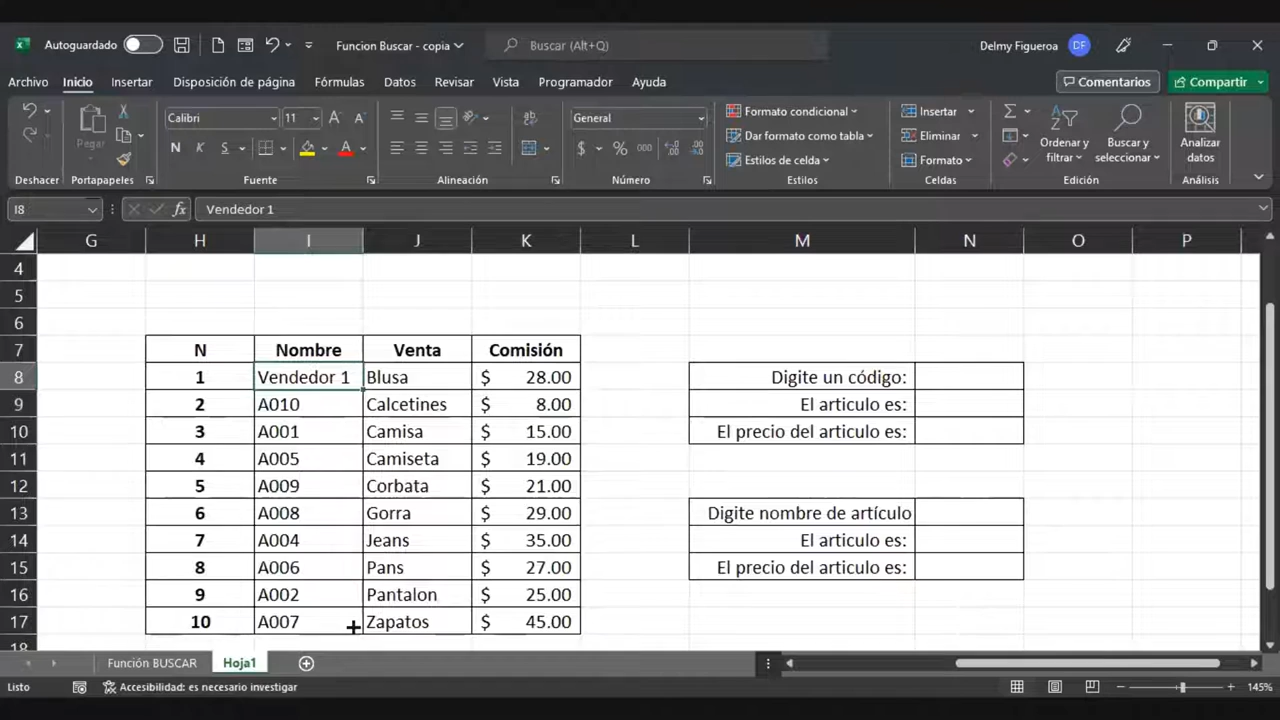 Autoguardado Funcion Buscar - copia Buscar (Alt+Q) Delmy Figueroa DF
Archivo Inicio Insertar Disposición de página Fórmulas Datos Revisar Vista Programador Ayuda Comentarios Compartir
Pegar Calibri 11 General Formato condicional Insertar Ordenar y filtrar Buscar y seleccionar Analizar datos
Dar formato como tabla Eliminar
N K S $ % 000 Estilos de celda Formato
Deshacer Portapapeles Fuente Alineación Número Estilos Celdas Edición Análisis
I8 fx Vendedor 1
G H I J K L M N O P
4
5
6
7 N Nombre Venta Comisión
8 1 Vendedor 1 Blusa $ 28.00 Digite un código:
9 2 A010 Calcetines $ 8.00 El articulo es:
10 3 A001 Camisa $ 15.00 El precio del articulo es:
11 4 A005 Camiseta $ 19.00
12 5 A009 Corbata $ 21.00
13 6 A008 Gorra $ 29.00 Digite nombre de artículo
14 7 A004 Jeans $ 35.00 El articulo es:
15 8 A006 Pans $ 27.00 El precio del articulo es:
16 9 A002 Pantalon $ 25.00
17 10 A007 Zapatos $ 45.00
18
Función BUSCAR Hoja1
Listo Accesibilidad: es necesario investigar 145%